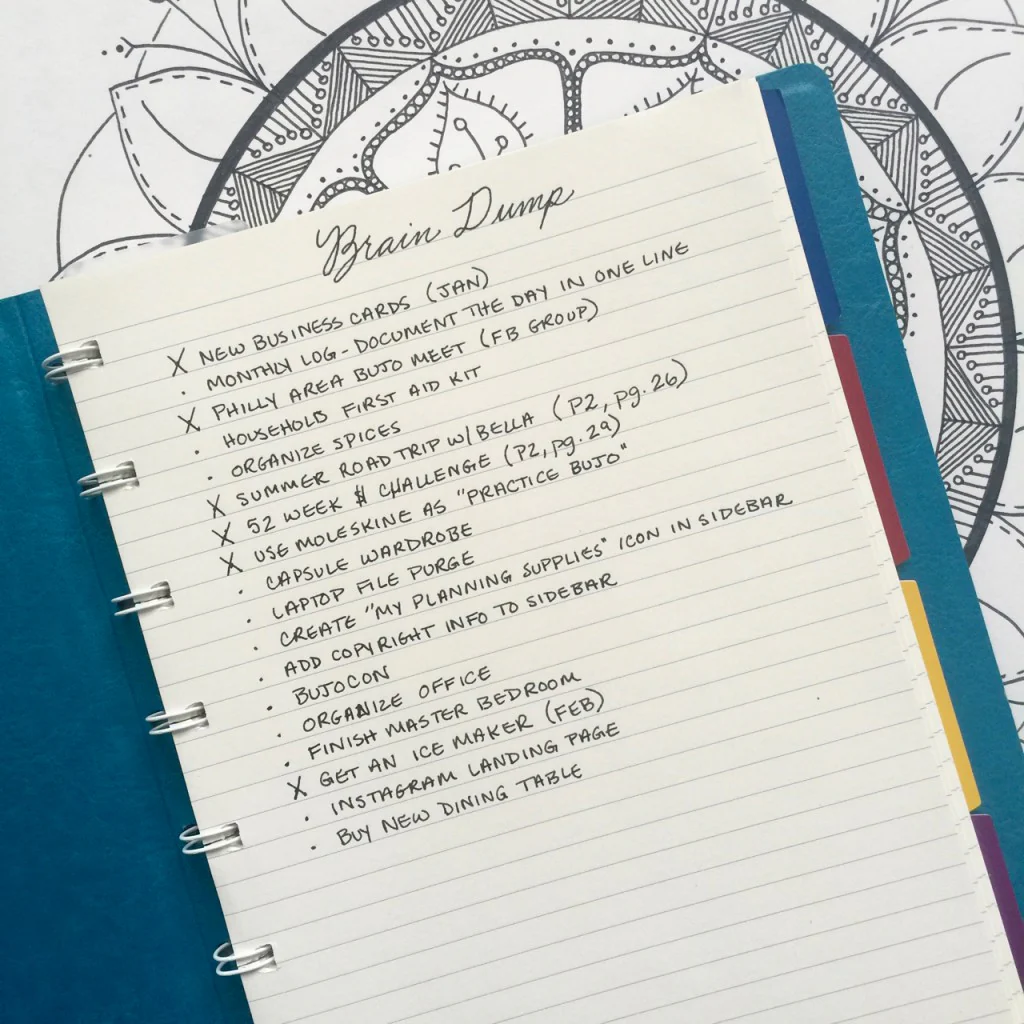 Brain Dump
X NEW BUSINESS CARDS (JAN)
· MONTHLY LOG - DOCUMENT THE DAY IN ONE LINE
X PHILLY AREA BUJO MEET (FB GROUP)
· HOUSEHOLD FIRST AID KIT
· ORGANIZE SPICES
X SUMMER ROAD TRIP W/ BELLA (P2, pg. 26)
X 52 WEEK $ CHALLENGE (P2, pg. 29)
X USE MOLESKINE AS "PRACTICE BUJO"
· CAPSULE WARDROBE
· LAPTOP FILE PURGE
· CREATE "MY PLANNING SUPPLIES" ICON IN SIDEBAR
· ADD COPYRIGHT INFO TO SIDEBAR
· BUJOCON
· ORGANIZE OFFICE
· FINISH MASTER BEDROOM
X GET AN ICE MAKER (FEB)
· INSTAGRAM LANDING PAGE
· BUY NEW DINING TABLE